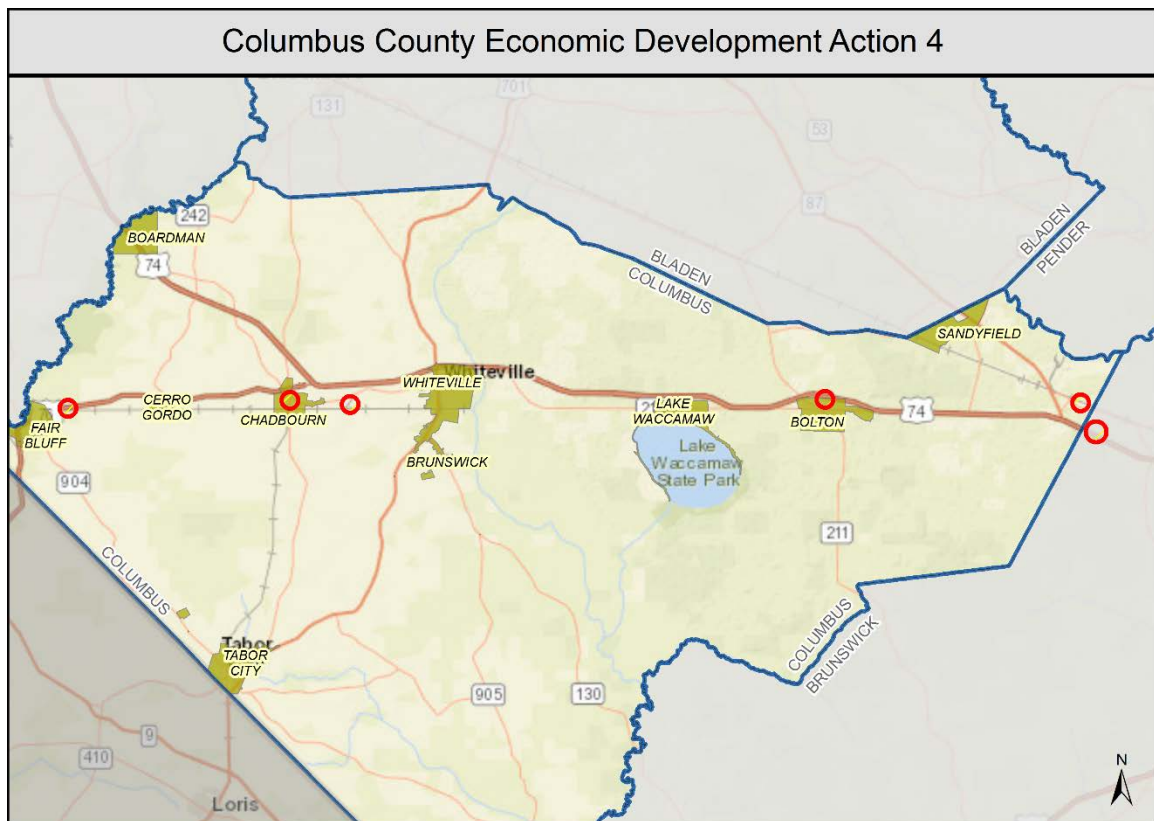 Columbus County Economic Development Action 4
701
131
53
87
242
BOARDMAN
74
BLADEN
PENDER
BLADEN
COLUMBUS
SANDYFIELD
Whiteville
WHITEVILLE
CERRO
GORDO
CHADBOURN
FAIR
BLUFF
LAKE
WACCAMAW
BOLTON
74
BRUNSWICK
Lake
Waccamaw
State Park
904
211
COLUMBUS
COLUMBUS
BRUNSWICK
Tabor
TABOR
CITY
905
130
9
410
Loris
N